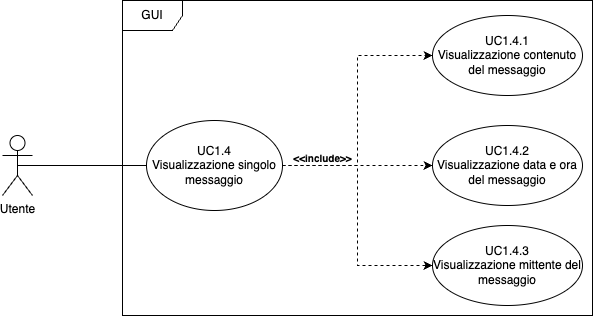 GUI
UC1.4.1
Visualizzazione contenuto
del messaggio
UC1.4
Visualizzazione singolo
messaggio
<<include>>
UC1.4.2
Visualizzazione data e ora
del messaggio
Utente
UC1.4.3
Visualizzazione mittente del
messaggio